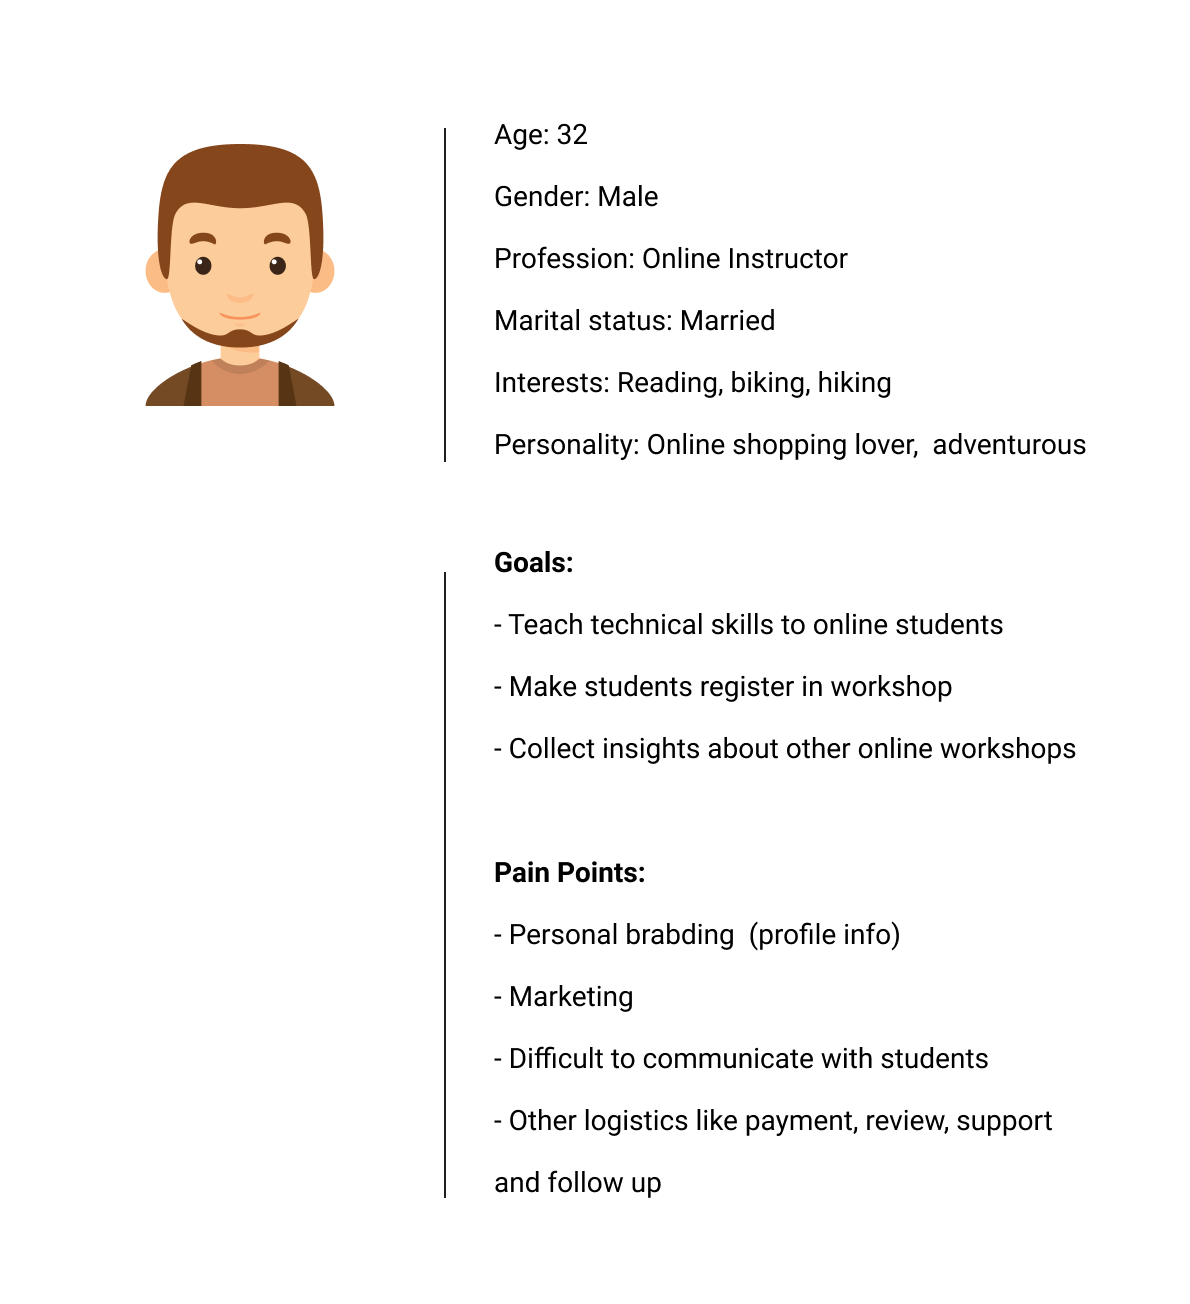 Age: 32
Gender: Male
Profession: Online Instructor
Marital status: Married
Interests: Reading, biking, hiking
Personality: Online shopping lover,  adventurous
Goals:
- Teach technical skills to online students
- Make students register in workshop
- Collect insights about other online workshops
Pain Points:
- Personal brabding  (profile info)
- Marketing
- Difficult to communicate with students
- Other logistics like payment, review, support
and follow up